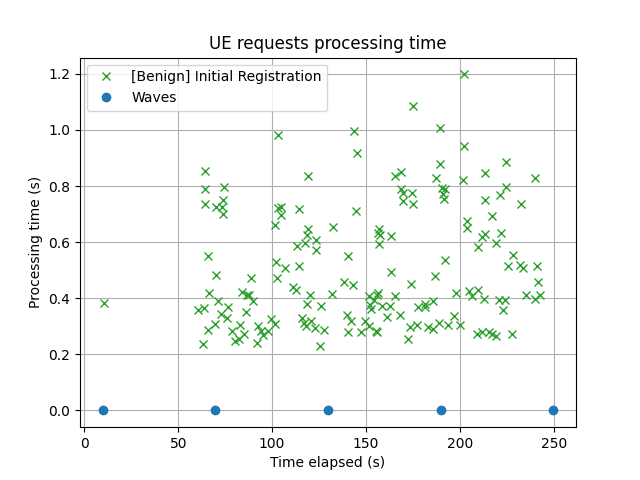 UE requests processing time
[Benign] Initial Registration
Waves
Processing time (s)
1.2
1.0
0.8
0.6
0.4
0.2
0.0
0
50
100
150
200
250
Time elapsed (s)